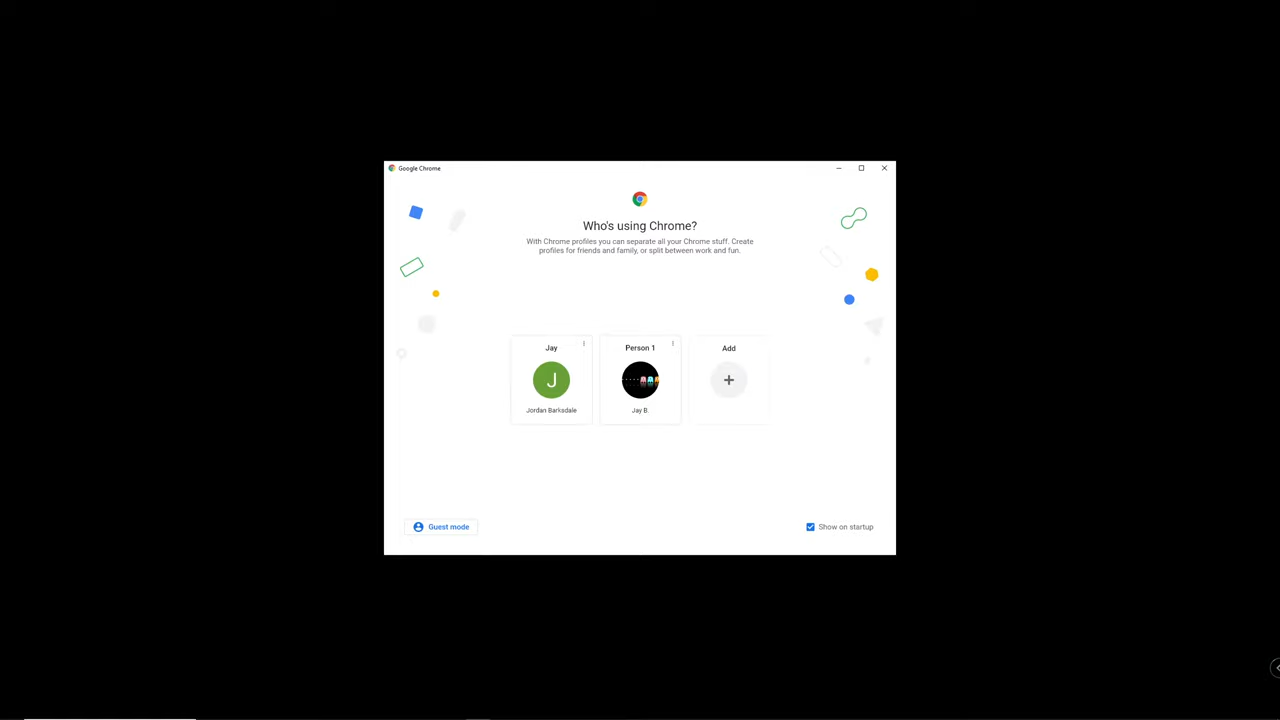 Google Chrome
Who's using Chrome?
With Chrome profiles you can separate all your Chrome stuff. Create
profiles for friends and family, or split between work and fun.
Jay
Person 1
Add
J
Jordan Barksdale
Jay B.
Guest mode
Show on startup